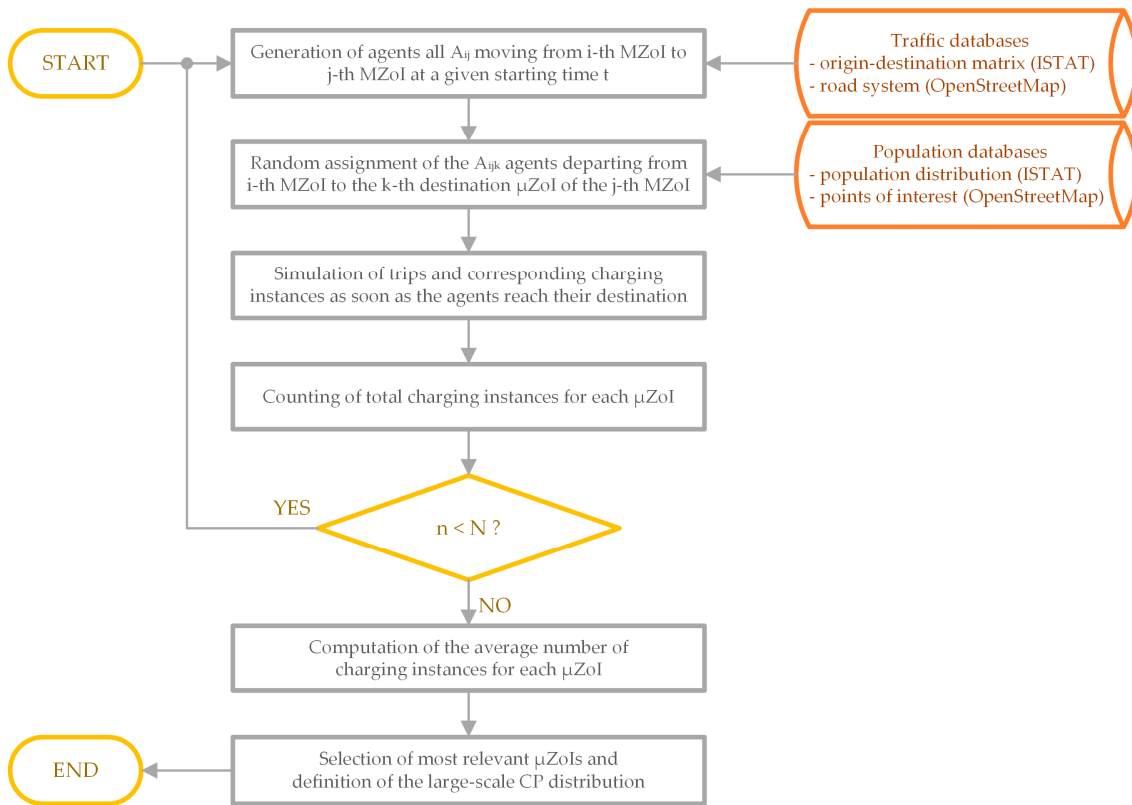 START
Generation of agents all Aij moving from i-th MZoI to
j-th MZoI at a given starting time t
Traffic databases
- origin-destination matrix (ISTAT)
- road system (OpenStreetMap)
Random assignment of the Aijk agents departing from
i-th MZoI to the k-th destination μZoI of the j-th MZoI
Population databases
- population distribution (ISTAT)
- points of interest (OpenStreetMap)
Simulation of trips and corresponding charging
instances as soon as the agents reach their destination
Counting of total charging instances for each μZoI
YES
n < N ?
NO
Computation of the average number of
charging instances for each μZoI
Selection of most relevant μZoIs and
definition of the large-scale CP distribution
END